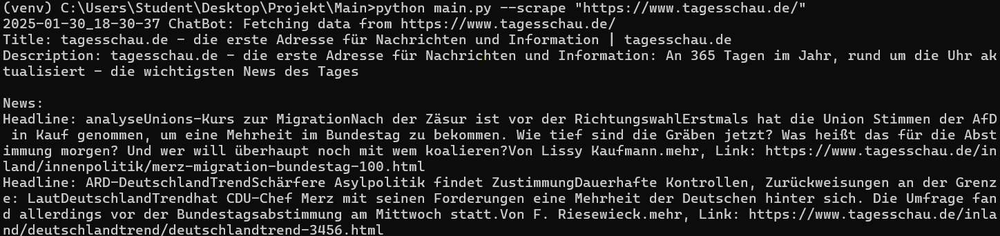 (venv) C:\Users\Student\Desktop\Projekt\Main>python main.py --scrape "https://www.tagesschau.de/"
2025-01-30_18-30-37 ChatBot: Fetching data from https://www.tagesschau.de/
Title: tagesschau.de - die erste Adresse für Nachrichten und Information | tagesschau.de
Description: tagesschau.de - die erste Adresse für Nachrichten und Information: An 365 Tagen im Jahr, rund um die Uhr ak
tualisiert - die wichtigsten News des Tages

News:
Headline: analyseUnions-Kurs zur MigrationNach der Zäsur ist vor der RichtungswahlErstmals hat die Union Stimmen der AfD
 in Kauf genommen, um eine Mehrheit im Bundestag zu bekommen. Wie tief sind die Gräben jetzt? Was heißt das für die Abst
immung morgen? Und wer will überhaupt noch mit wem koalieren?Von Lissy Kaufmann.mehr, Link: https://www.tagesschau.de/in
land/innenpolitik/merz-migration-bundestag-100.html
Headline: ARD-DeutschlandTrendSchärfere Asylpolitik findet ZustimmungDauerhafte Kontrollen, Zurückweisungen an der Grenz
e: LautDeutschlandTrendhat CDU-Chef Merz mit seinen Forderungen eine Mehrheit der Deutschen hinter sich. Die Umfrage fan
d allerdings vor der Bundestagsabstimmung am Mittwoch statt.Von F. Riesewieck.mehr, Link: https://www.tagesschau.de/inla
nd/deutschlandtrend/deutschlandtrend-3456.html